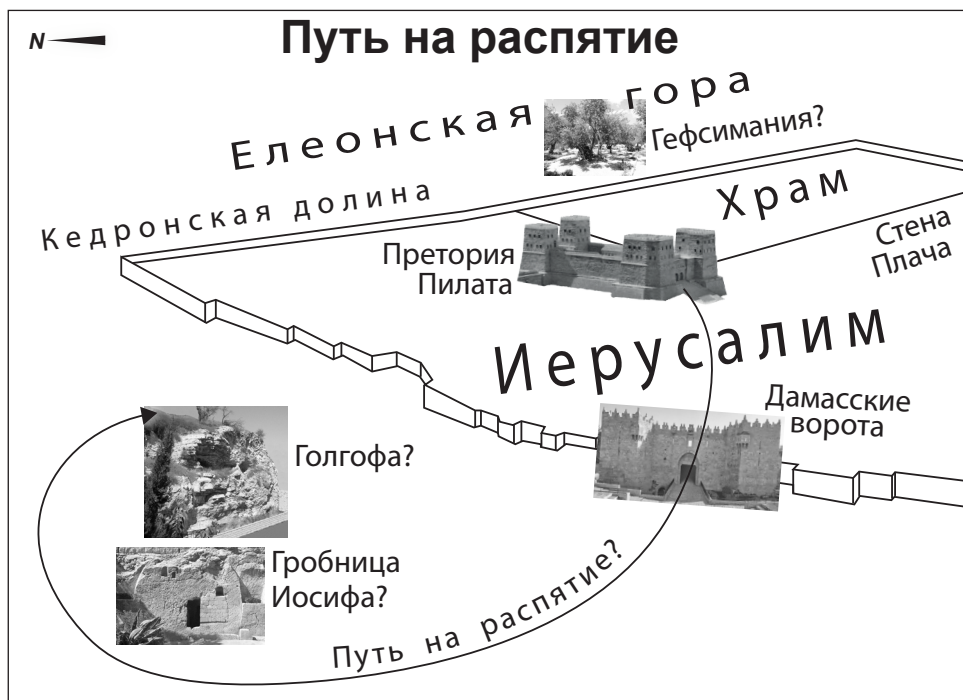 N
Путь на распятие
Елеонская гора
Гефсимания?
Кедронская долина
Храм
Стена
Плача
Претория
Пилата
Иерусалим
Дамасские
ворота
Голгофа?
Гробница
Иосифа?
Путь на распятие?